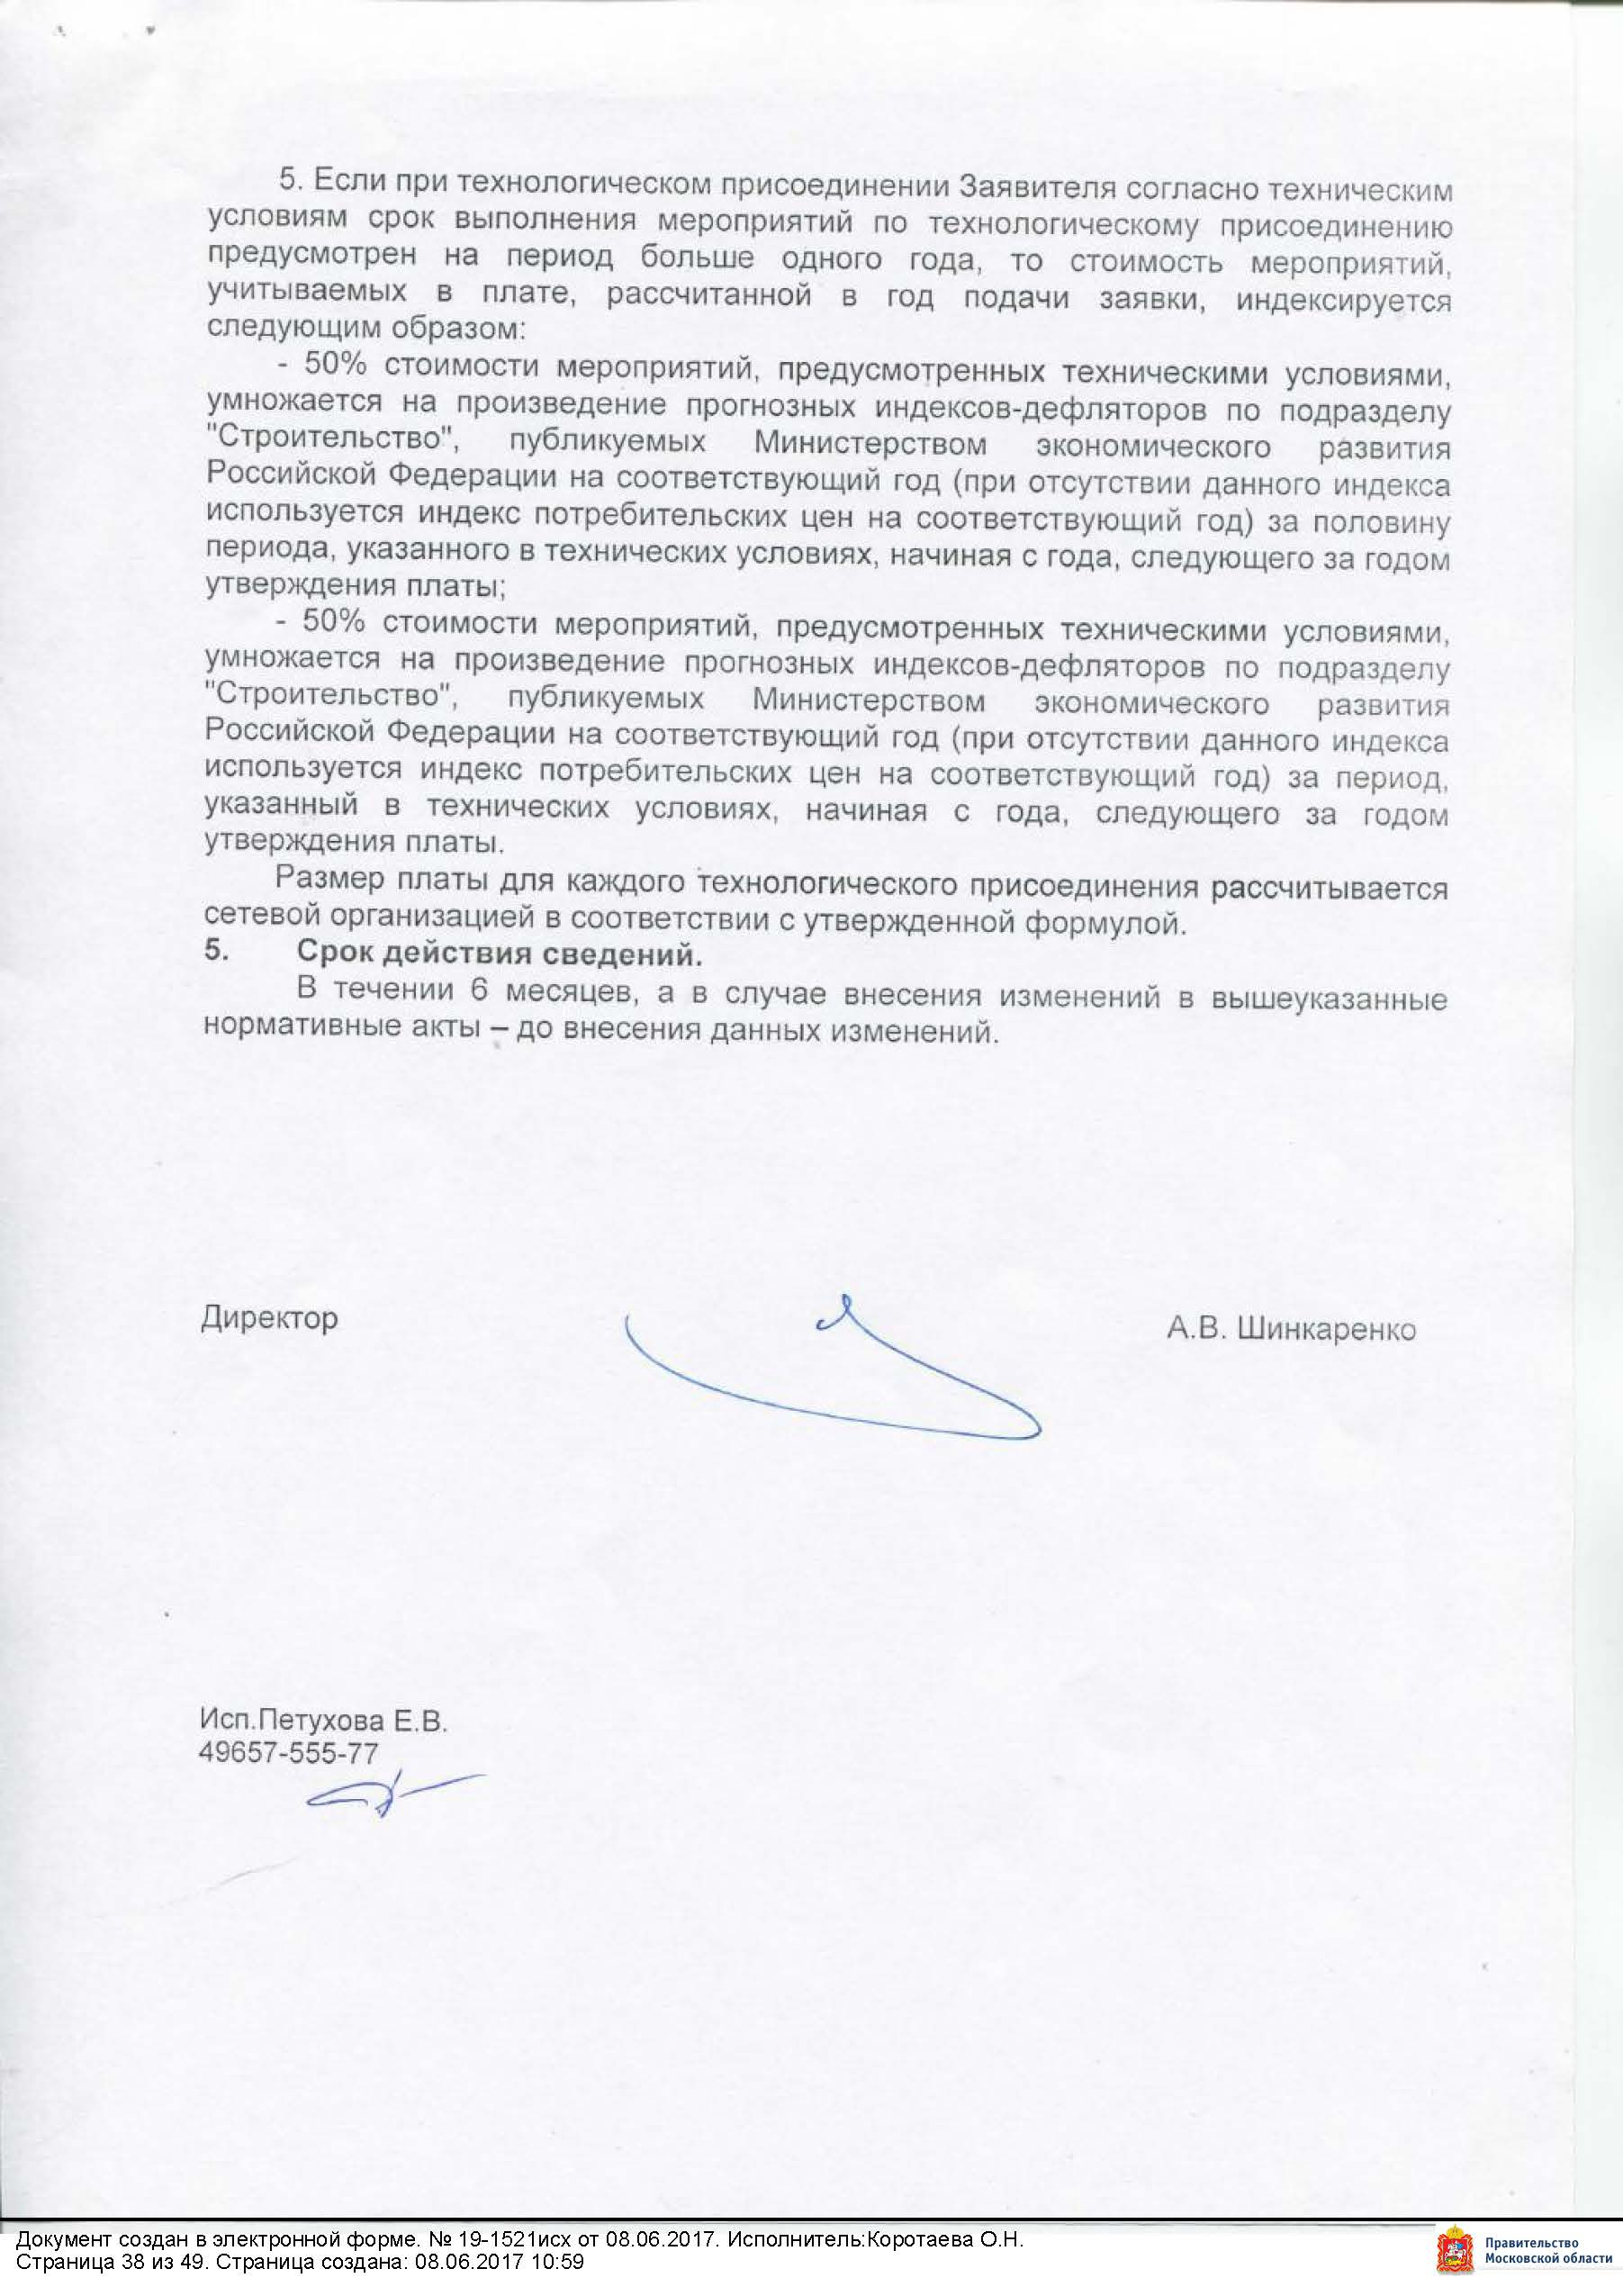 5. Если при технологическом присоединении Заявителя согласно техническим
условиям срок выполнения мероприятий по технологическому присоединению
предусмотрен на период больше одного года, то стоимость мероприятий,
учитываемых в плате, рассчитанной в год подачи заявки, индексируется
следующим образом:
- 50% стоимости мероприятий, предусмотренных техническими условиями,
умножается на произведение прогнозных индексов-дефляторов по подразделу
"Строительство", публикуемых Министерством экономического развития
Российской Федерации на соответствующий год (при отсутствии данного индекса
используется индекс потребительских цен на соответствующий год) за половину
периода, указанного в технических условиях, начиная с года, следующего за годом
утверждения платы;
- 50% стоимости мероприятий, предусмотренных техническими условиями,
умножается на произведение прогнозных индексов-дефляторов по подразделу
"Строительство", публикуемых Министерством экономического развития
Российской Федерации на соответствующий год (при отсутствии данного индекса
используется индекс потребительских цен на соответствующий год) за период,
указанный в технических условиях, начиная с года, следующего за годом
утверждения платы.
Размер платы для каждого технологического присоединения рассчитывается
сетевой организацией в соответствии с утвержденной формулой.
5. Срок действия сведений.
В течении 6 месяцев, а в случае внесения изменений в вышеуказанные
нормативные акты – до внесения данных изменений.
Директор А.В. Шинкаренко
Исп.Петухова Е.В.
49657-555-77
Документ создан в электронной форме. № 19-1521исх от 08.06.2017. Исполнитель:Коротаева О.Н.
Страница 38 из 49. Страница создана: 08.06.2017 10:59
Правительство
Московской области